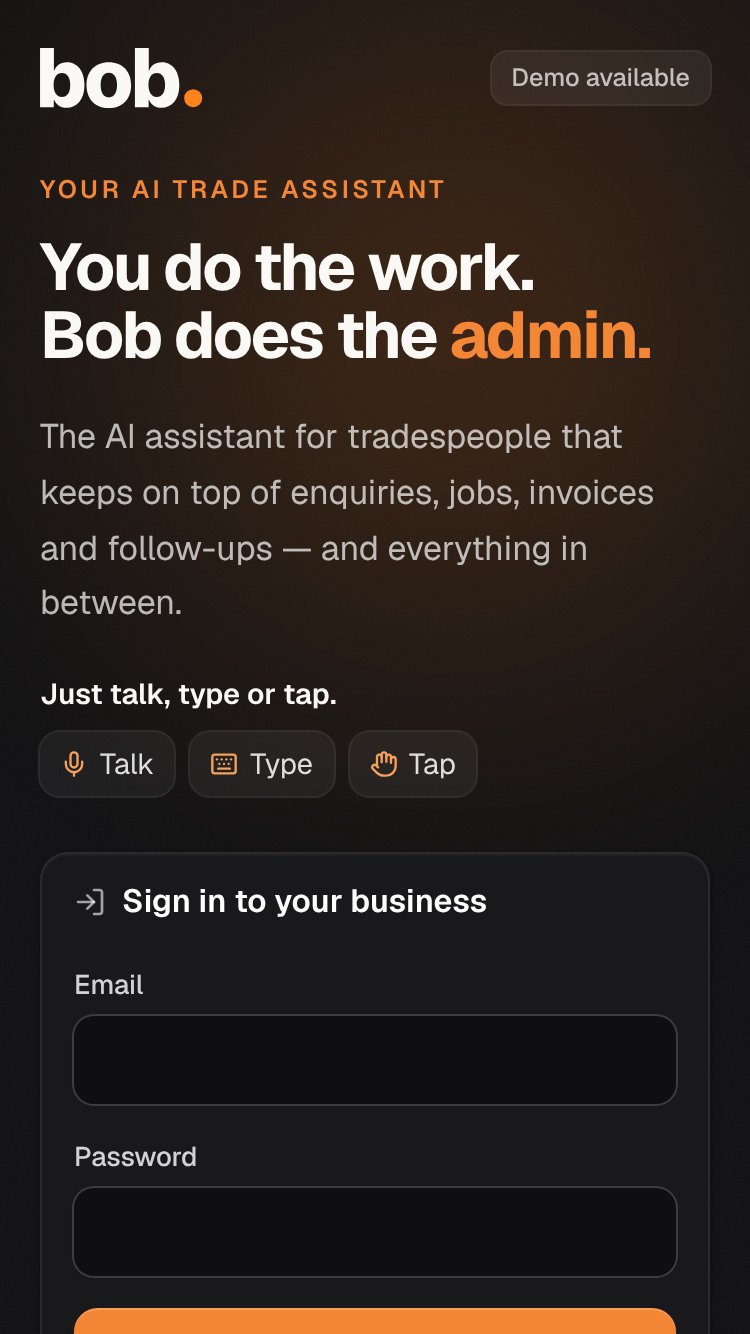 bob.
Demo available
YOUR AI TRADE ASSISTANT
You do the work.
Bob does the admin.
The AI assistant for tradespeople that
keeps on top of enquiries, jobs, invoices
and follow-ups — and everything in
between.
Just talk, type or tap.
Talk
Type
Tap
Sign in to your business
Email
Password